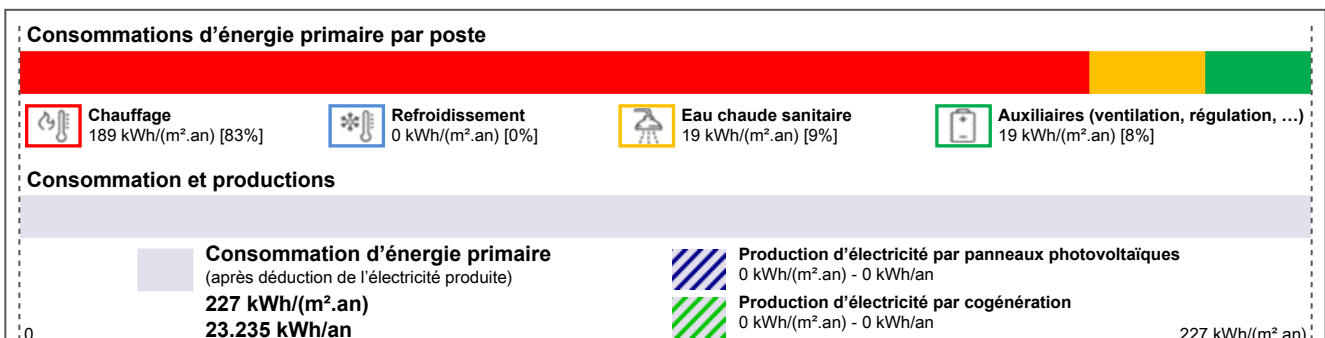 Consommations d'énergie primaire par poste
Chauffage
189 kWh/(m².an) [83%]
Refroidissement
0 kWh/(m².an) [0%]
Eau chaude sanitaire
19 kWh/(m².an) [9%]
Auxiliaires (ventilation, régulation, …)
19 kWh/(m².an) [8%]
Consommation et productions
Consommation d'énergie primaire
(après déduction de l'électricité produite)
227 kWh/(m².an)
23.235 kWh/an
Production d'électricité par panneaux photovoltaïques
0 kWh/(m².an) - 0 kWh/an
Production d'électricité par cogénération
0 kWh/(m².an) - 0 kWh/an
0
227 kWh/(m².an)